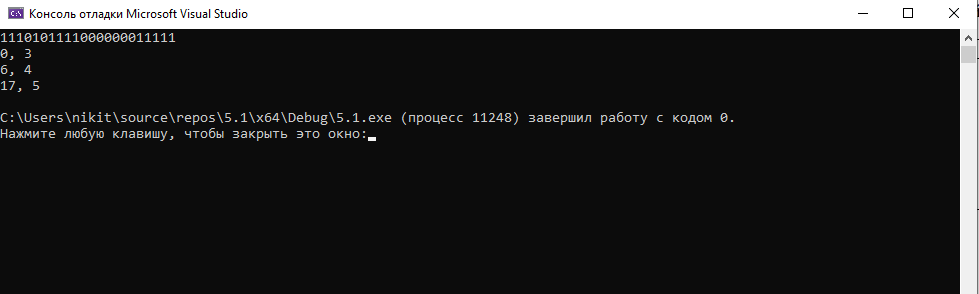 Консоль отладки Microsoft Visual Studio
1110101111000000011111
0, 3
6, 4
17, 5
C:\Users\nikit\source\repos\5.1\x64\Debug\5.1.exe (процесс 11248) завершил работу с кодом 0.
Нажмите любую клавишу, чтобы закрыть это окно: